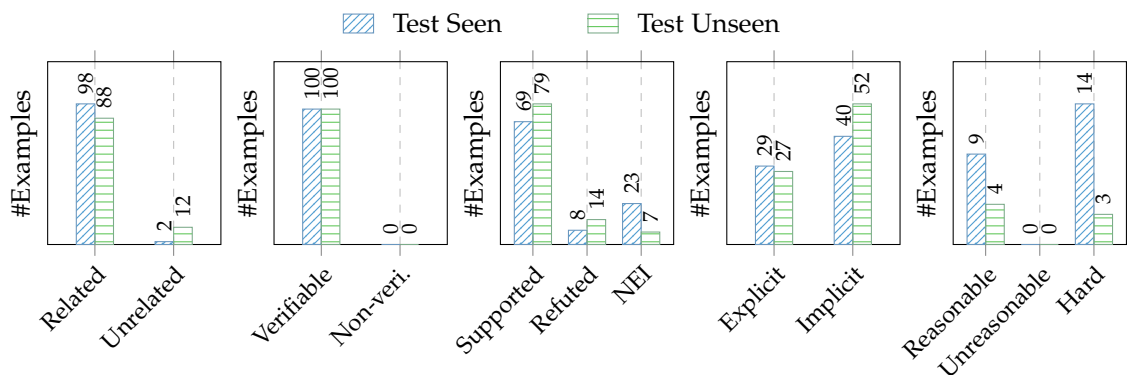 Test Seen Test Unseen
#Examples
98
88
2
12
Related
Unrelated
#Examples
100
100
0
0
Verifiable
Non-veri.
#Examples
69
79
8
14
23
7
Supported
Refuted
NEI
#Examples
29
27
40
52
Explicit
Implicit
#Examples
9
4
0
0
14
3
Reasonable
Unreasonable
Hard